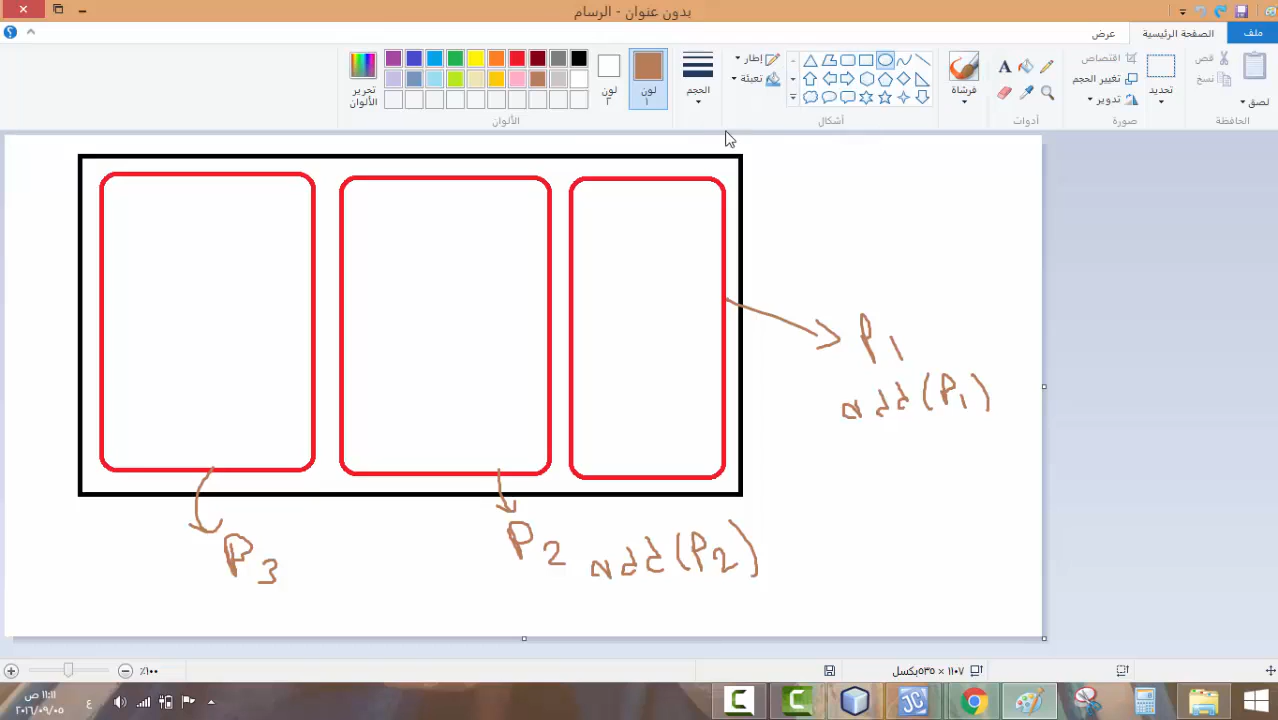 بدون عنوان - الرسام
ملف
الصفحة الرئيسية
عرض
لصق
قص
نسخ
الحافظة
تحديد
اقتصاص
تغيير الحجم
تدوير
صورة
أدوات
فرشاة
إطار
تعبئة
أشكال
الحجم
لون
١
لون
٢
تحرير
الألوان
الألوان
P1
add(P1)
P2 add(P2)
P3
١١٠٧ × ٥٣٥بكسل
٪١٠٠
JC
ع
١١:١١ ص
٢٠١٦/٠٩/٠٥